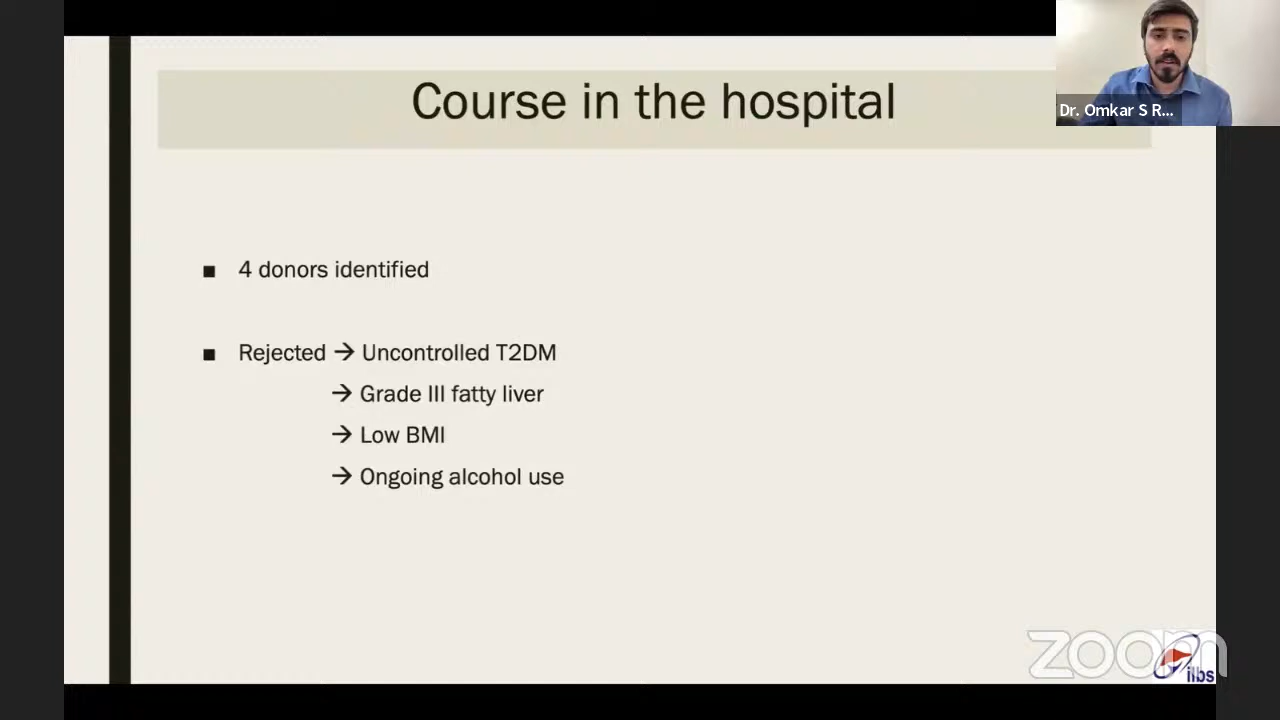 Course in the hospital
Dr. Omkar S R...
■ 4 donors identified
■ Rejected → Uncontrolled T2DM
→ Grade III fatty liver
→ Low BMI
→ Ongoing alcohol use
zoom
ilbs